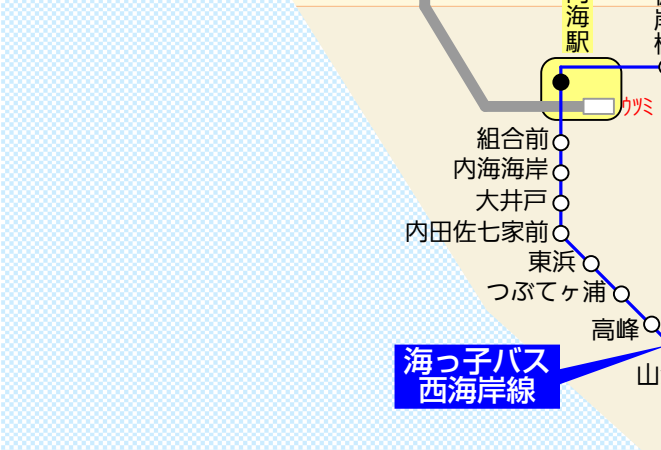 海駅
ウツミ
組合前
内海海岸
大井戸
内田佐七家前
東浜
つぶてヶ浦
高峰
海っ子バス
西海岸線
山